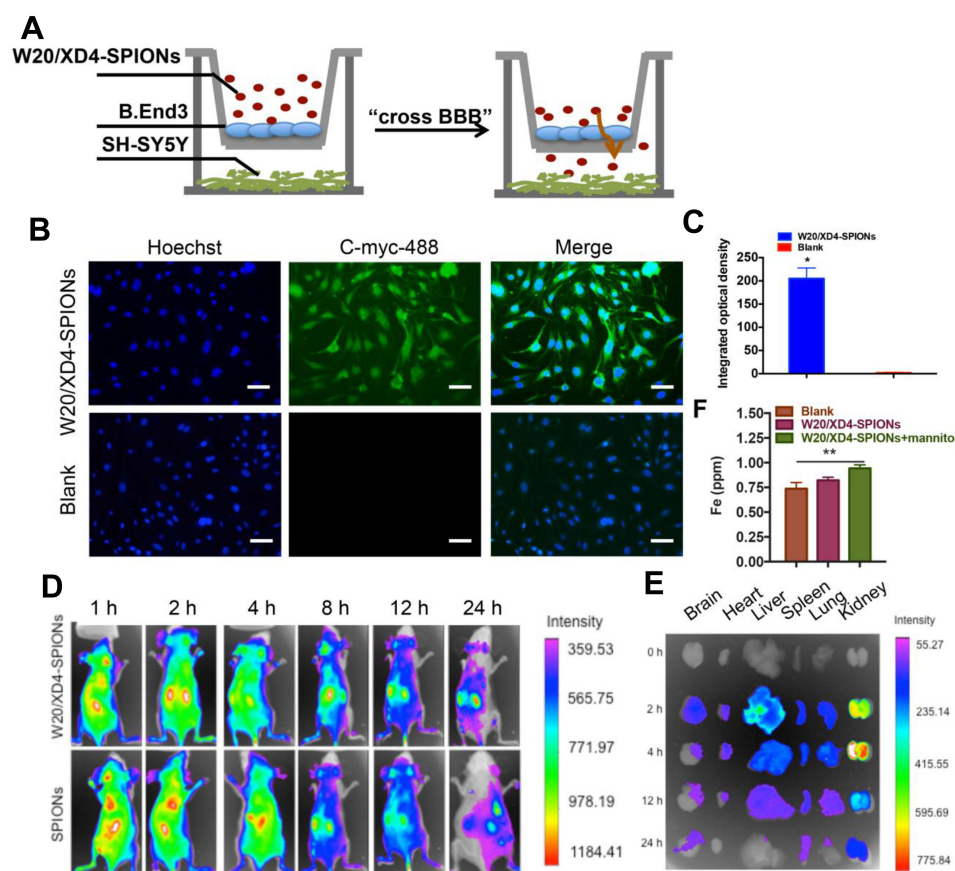 A
W20/XD4-SPIONs
B.End3
SH-SY5Y
“cross BBB”
B
Hoechst
C-myc-488
Merge
W20/XD4-SPIONs
Blank
C
W20/XD4-SPIONs
Blank
*
Integrated optical density
250
200
150
100
50
0
F
Blank
W20/XD4-SPIONs
W20/XD4-SPIONs+mannito
**
Fe (ppm)
1.50
1.25
1.00
0.75
0.50
0.25
0.00
D
1 h
2 h
4 h
8 h
12 h
24 h
W20/XD4-SPIONs
SPIONs
Intensity
359.53
565.75
771.97
978.19
1184.41
E
Brain
Heart
Liver
Spleen
Lung
Kidney
0 h
2 h
4 h
12 h
24 h
Intensity
55.27
235.14
415.55
595.69
775.84